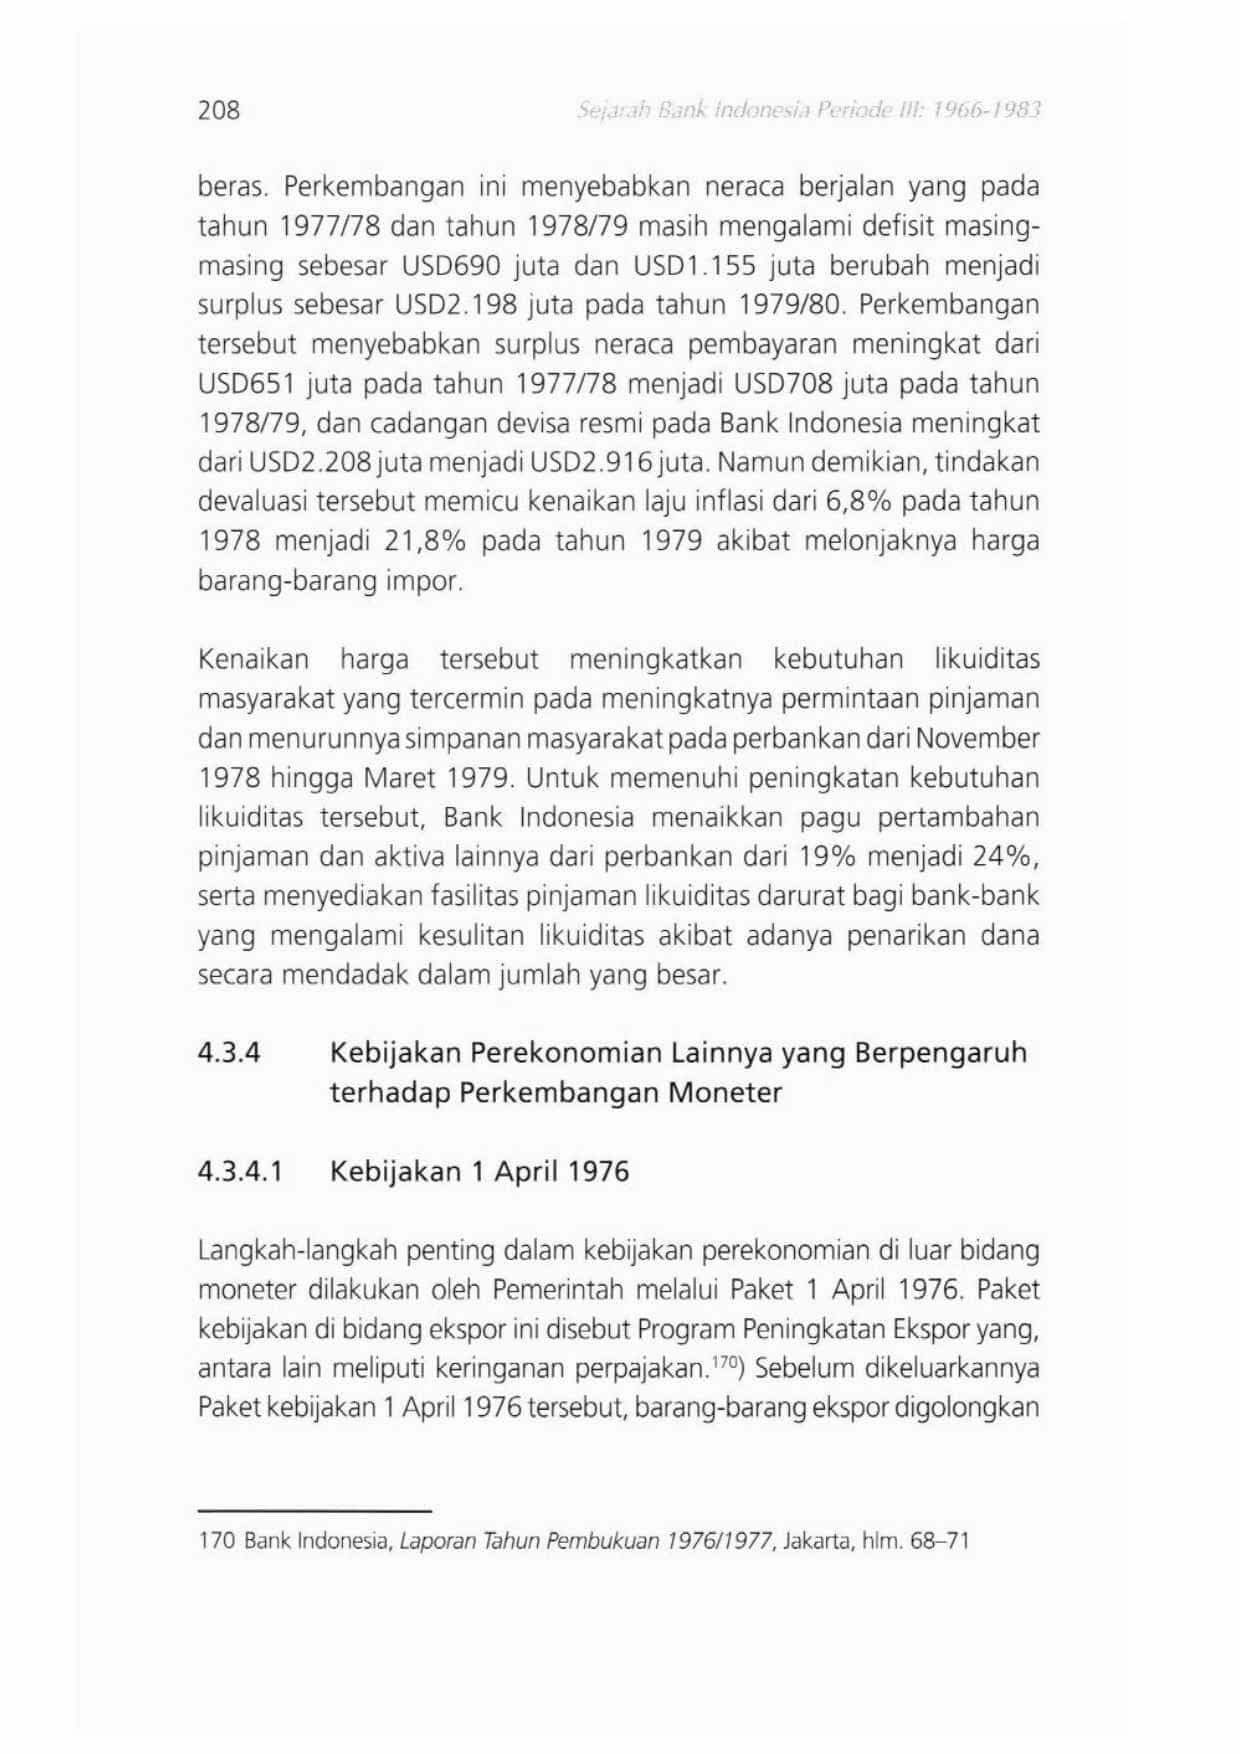 208
Sejarah Bank Indonesia Periode III: 1966-1983
beras. Perkembangan ini menyebabkan neraca berjalan yang pada
tahun 1977/78 dan tahun 1978/79 masih mengalami defisit masing-
masing sebesar USD690 juta dan USD1.155 juta berubah menjadi
surplus sebesar USD2.198 juta pada tahun 1979/80. Perkembangan
tersebut menyebabkan surplus neraca pembayaran meningkat dari
USD651 juta pada tahun 1977/78 menjadi USD708 juta pada tahun
1978/79, dan cadangan devisa resmi pada Bank Indonesia meningkat
dari USD2.208 juta menjadi USD2.916 juta. Namun demikian, tindakan
devaluasi tersebut memicu kenaikan laju inflasi dari 6,8% pada tahun
1978 menjadi 21,8% pada tahun 1979 akibat melonjaknya harga
barang-barang impor.
Kenaikan harga tersebut meningkatkan kebutuhan likuiditas
masyarakat yang tercermin pada meningkatnya permintaan pinjaman
dan menurunnya simpanan masyarakat pada perbankan dari November
1978 hingga Maret 1979. Untuk memenuhi peningkatan kebutuhan
likuiditas tersebut, Bank Indonesia menaikkan pagu pertambahan
pinjaman dan aktiva lainnya dari perbankan dari 19% menjadi 24%,
serta menyediakan fasilitas pinjaman likuiditas darurat bagi bank-bank
yang mengalami kesulitan likuiditas akibat adanya penarikan dana
secara mendadak dalam jumlah yang besar.
4.3.4 Kebijakan Perekonomian Lainnya yang Berpengaruh
terhadap Perkembangan Moneter
4.3.4.1 Kebijakan 1 April 1976
Langkah-langkah penting dalam kebijakan perekonomian di luar bidang
moneter dilakukan oleh Pemerintah melalui Paket 1 April 1976. Paket
kebijakan di bidang ekspor ini disebut Program Peningkatan Ekspor yang,
antara lain meliputi keringanan perpajakan.¹⁷⁰) Sebelum dikeluarkannya
Paket kebijakan 1 April 1976 tersebut, barang-barang ekspor digolongkan
170 Bank Indonesia, Laporan Tahun Pembukuan 1976/1977, Jakarta, hlm. 68–71